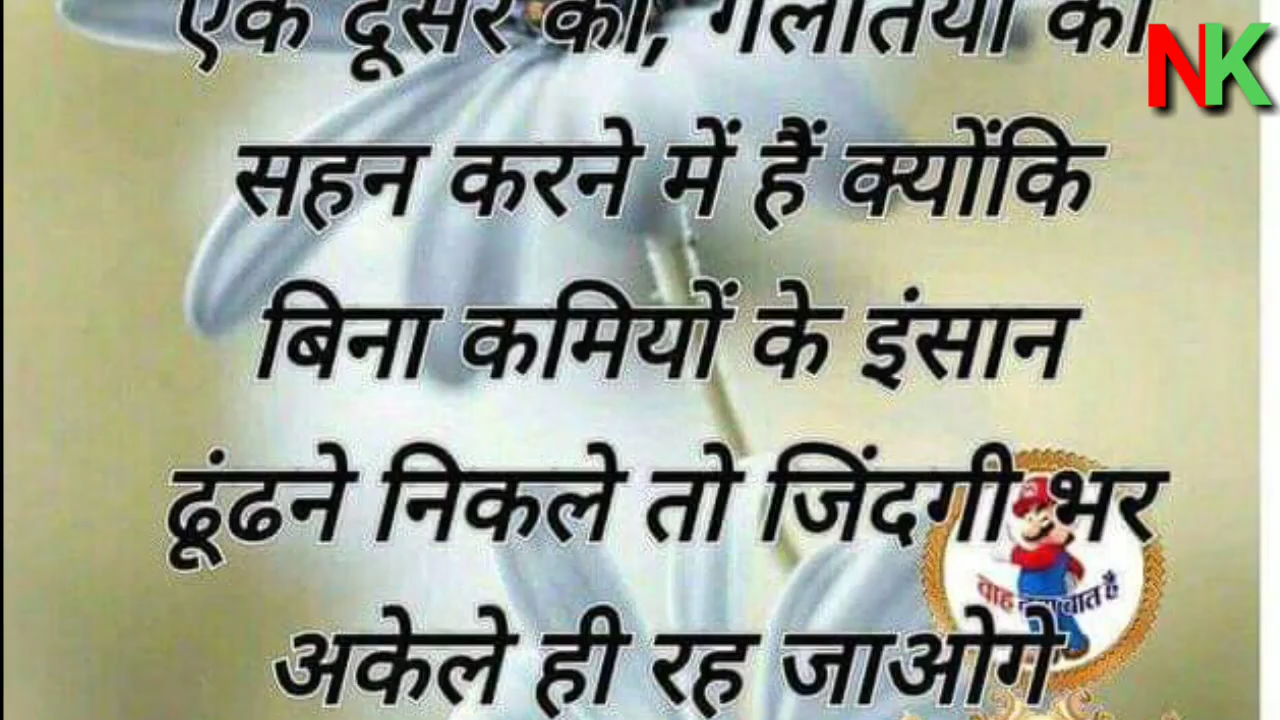 एक दूसरे की, गलतियों को
NK
सहन करने में हैं क्योंकि
बिना कमियों के इंसान
ढूंढने निकले तो जिंदगी भर
वाह बात है
अकेले ही रह जाओगे